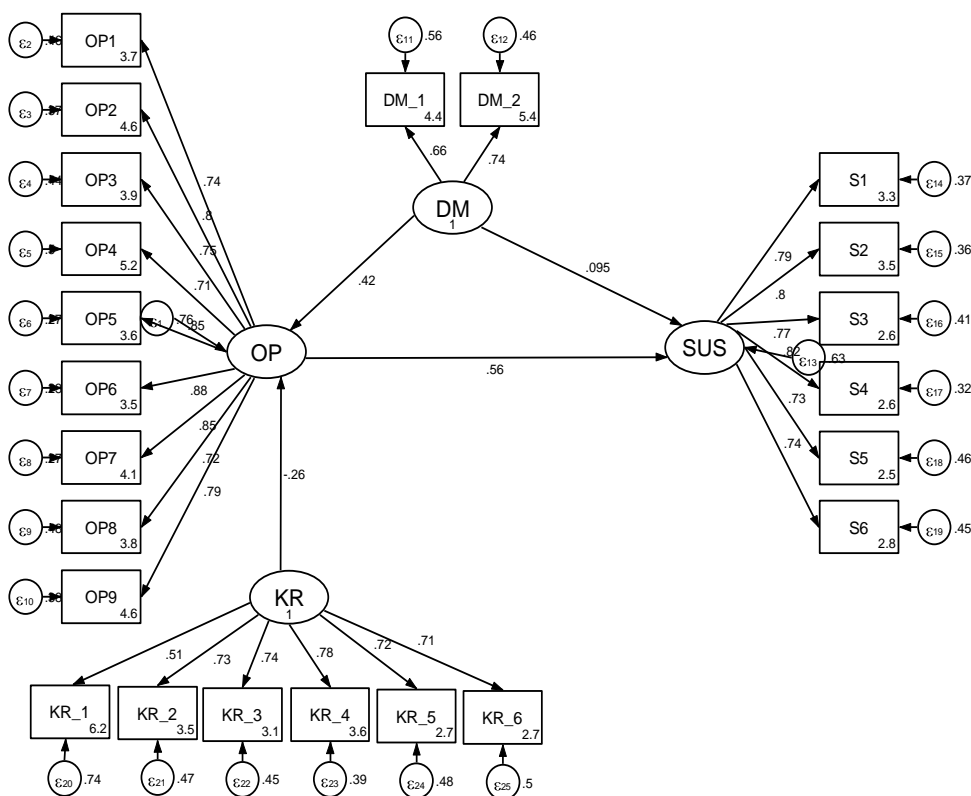 ε2 OP1 3.7
ε3 OP2 4.6
ε4 OP3 3.9
ε5 OP4 5.2
ε6 OP5 3.6
ε7 OP6 3.5
ε8 OP7 4.1
ε9 OP8 3.8
ε10 OP9 4.6
ε1 .76
.74
.8
.75
.71
.85
.88
.85
.72
.79
OP
ε11 .56
ε12 .46
DM_1 4.4
DM_2 5.4
.66
.74
DM
1
.42
.095
.56
-.26
SUS
ε13 .63
.79
.8
.77
.82
.73
.74
S1 3.3 ε14 .37
S2 3.5 ε15 .36
S3 2.6 ε16 .41
S4 2.6 ε17 .32
S5 2.5 ε18 .46
S6 2.8 ε19 .45
KR
1
.51
.73
.74
.78
.72
.71
KR_1 6.2
KR_2 3.5
KR_3 3.1
KR_4 3.6
KR_5 2.7
KR_6 2.7
ε20 .74
ε21 .47
ε22 .45
ε23 .39
ε24 .48
ε25 .5